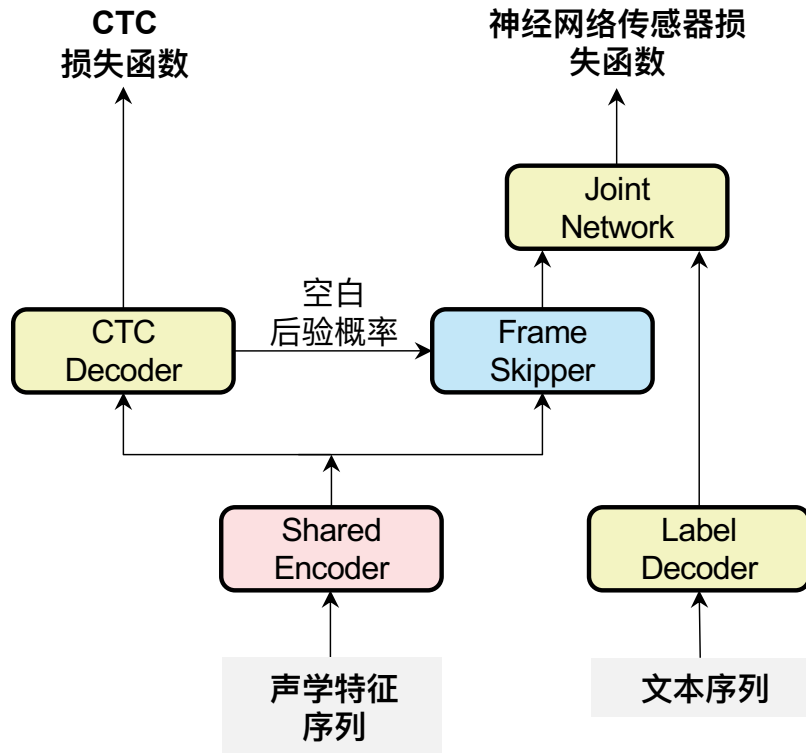 CTC
损失函数
神经网络传感器损
失函数
Joint
Network
空白
后验概率
CTC
Decoder
Frame
Skipper
Shared
Encoder
Label
Decoder
声学特征
序列
文本序列